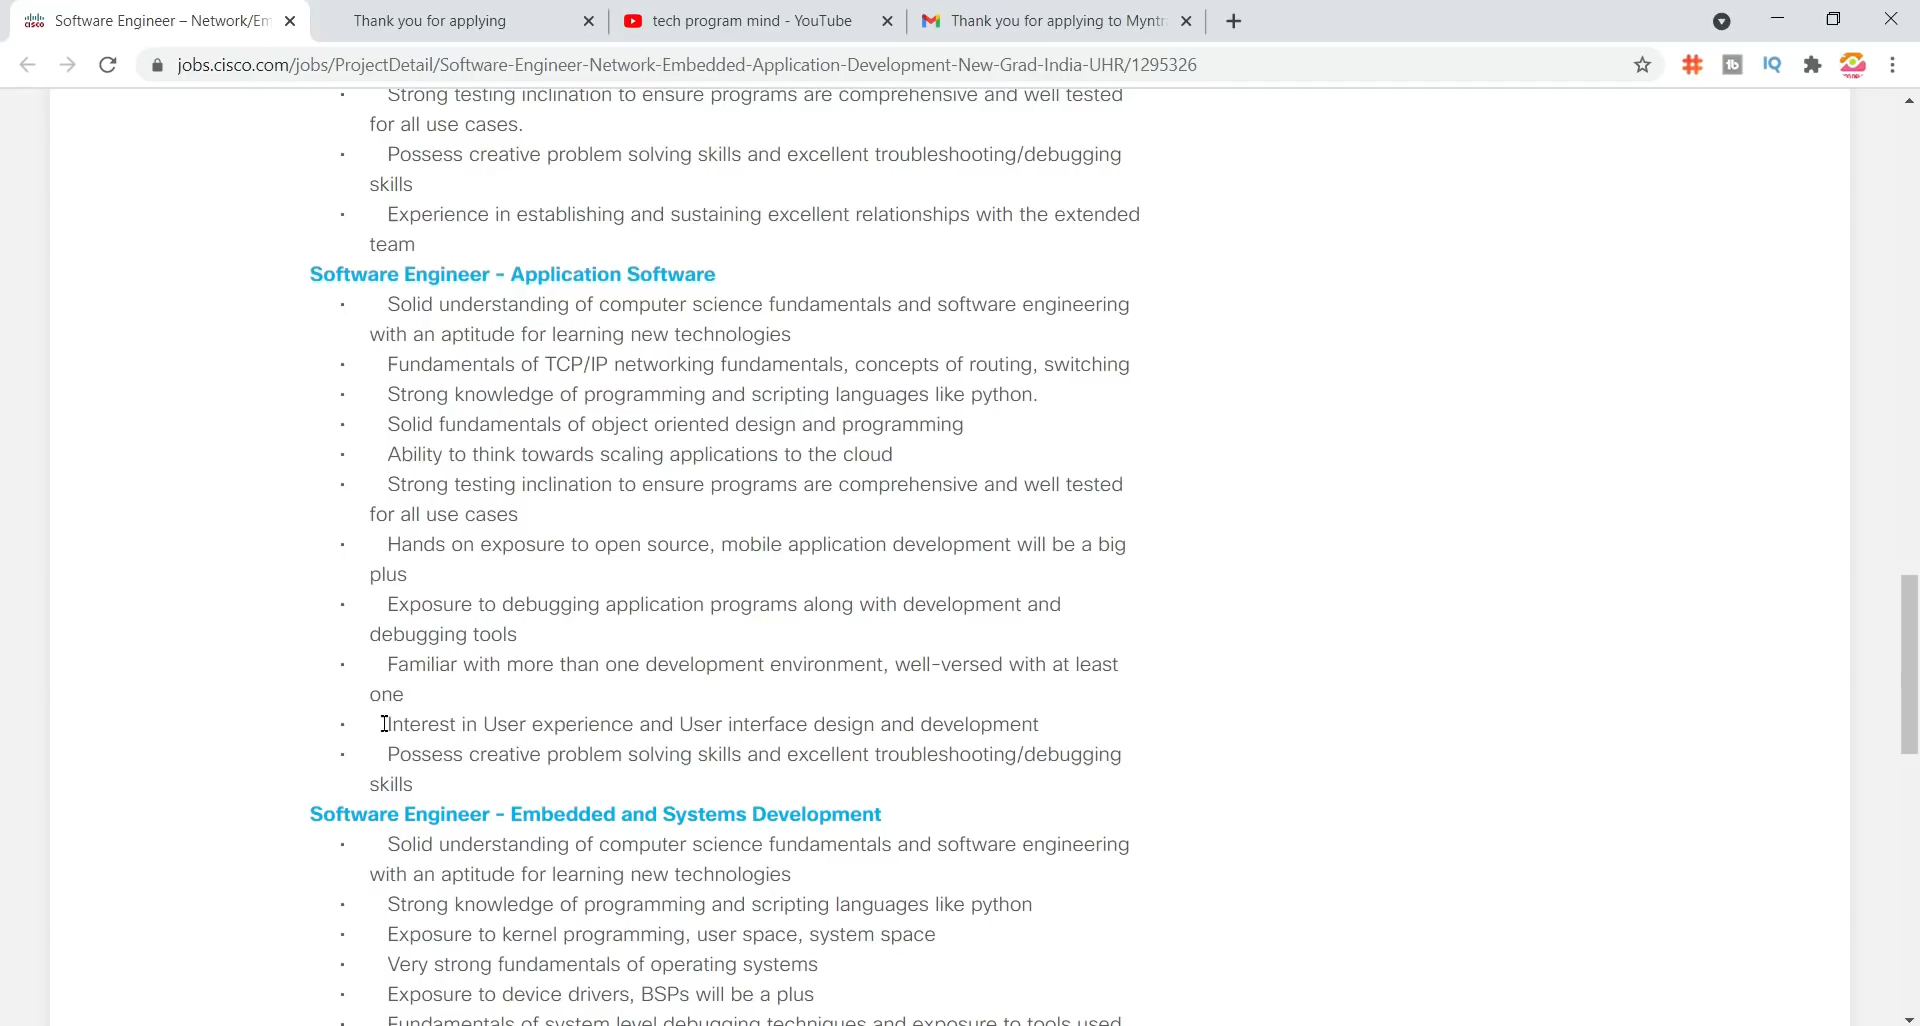 Software Engineer – Network/Em
Thank you for applying
tech program mind - YouTube
Thank you for applying to Myntr
jobs.cisco.com/jobs/ProjectDetail/Software-Engineer-Network-Embedded-Application-Development-New-Grad-India-UHR/1295326
· Strong testing inclination to ensure programs are comprehensive and well tested
for all use cases.
· Possess creative problem solving skills and excellent troubleshooting/debugging
skills
· Experience in establishing and sustaining excellent relationships with the extended
team
Software Engineer - Application Software
· Solid understanding of computer science fundamentals and software engineering
with an aptitude for learning new technologies
· Fundamentals of TCP/IP networking fundamentals, concepts of routing, switching
· Strong knowledge of programming and scripting languages like python.
· Solid fundamentals of object oriented design and programming
· Ability to think towards scaling applications to the cloud
· Strong testing inclination to ensure programs are comprehensive and well tested
for all use cases
· Hands on exposure to open source, mobile application development will be a big
plus
· Exposure to debugging application programs along with development and
debugging tools
· Familiar with more than one development environment, well-versed with at least
one
· Interest in User experience and User interface design and development
· Possess creative problem solving skills and excellent troubleshooting/debugging
skills
Software Engineer - Embedded and Systems Development
· Solid understanding of computer science fundamentals and software engineering
with an aptitude for learning new technologies
· Strong knowledge of programming and scripting languages like python
· Exposure to kernel programming, user space, system space
· Very strong fundamentals of operating systems
· Exposure to device drivers, BSPs will be a plus
· Fundamentals of system level debugging techniques and exposure to tools used